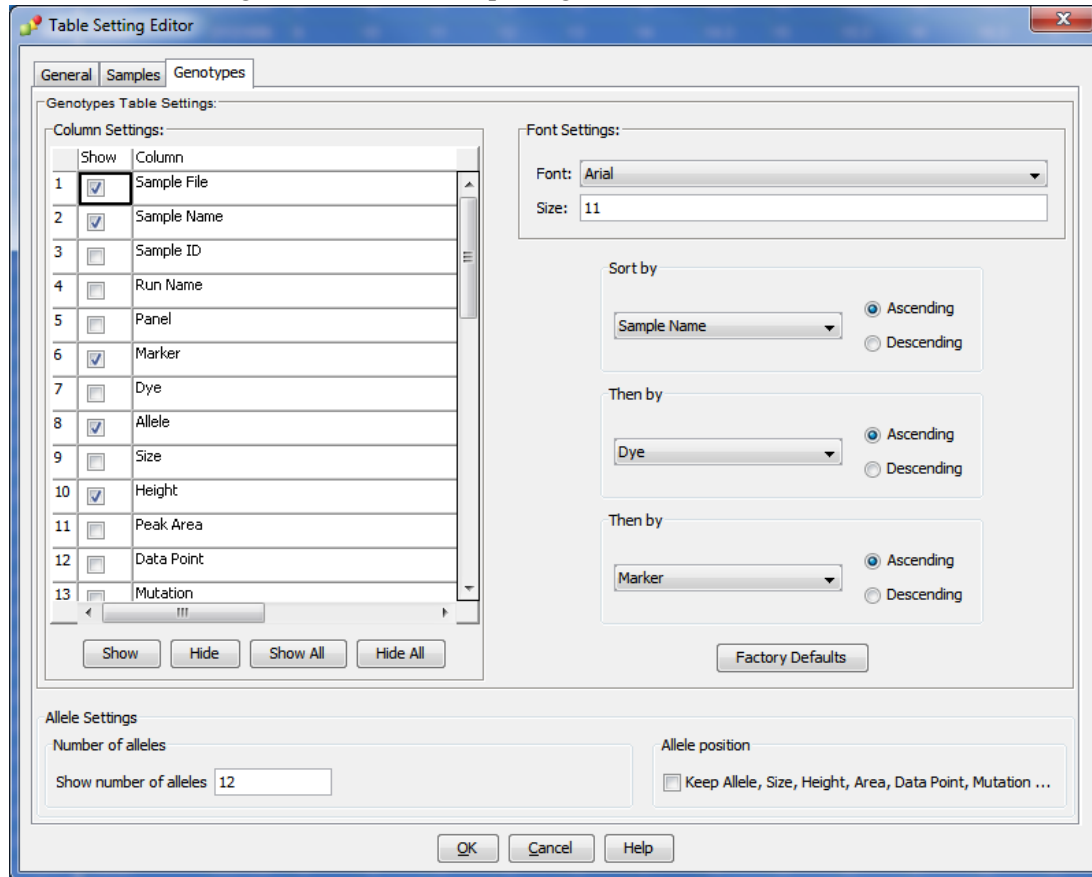 Table Setting Editor
General Samples Genotypes
Genotypes Table Settings:
Column Settings:
Show Column
1 Sample File
2 Sample Name
3 Sample ID
4 Run Name
5 Panel
6 Marker
7 Dye
8 Allele
9 Size
10 Height
11 Peak Area
12 Data Point
13 Mutation
Show Hide Show All Hide All
Font Settings:
Font: Arial
Size: 11
Sort by
Sample Name
Ascending
Descending
Then by
Dye
Ascending
Descending
Then by
Marker
Ascending
Descending
Factory Defaults
Allele Settings
Number of alleles
Show number of alleles 12
Allele position
Keep Allele, Size, Height, Area, Data Point, Mutation ...
OK Cancel Help